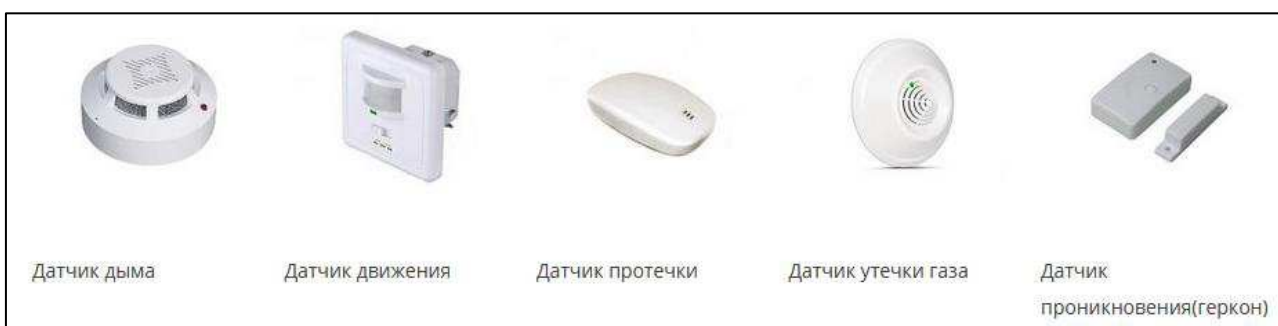 Датчик дыма
Датчик движения
Датчик протечки
Датчик утечки газа
Датчик
проникновения(геркон)